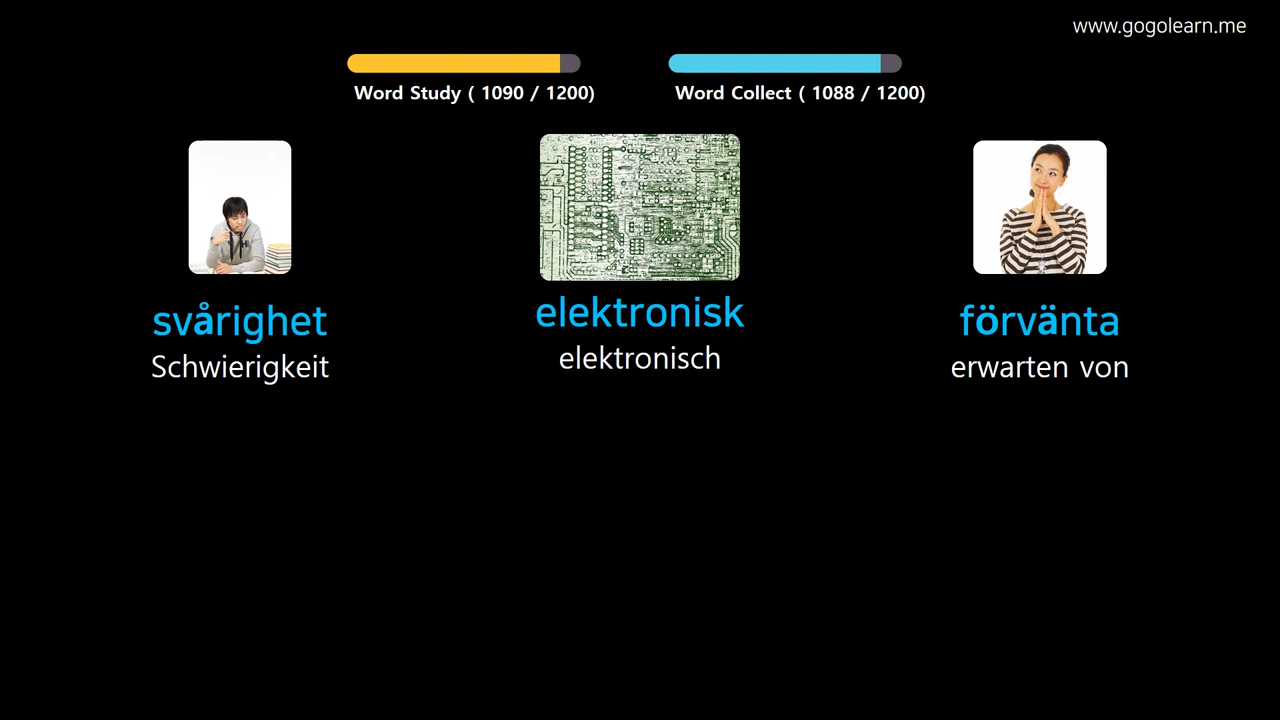 www.gogolearn.me
Word Study ( 1090 / 1200)
Word Collect ( 1088 / 1200)
svårighet
Schwierigkeit
elektronisk
elektronisch
förvänta
erwarten von